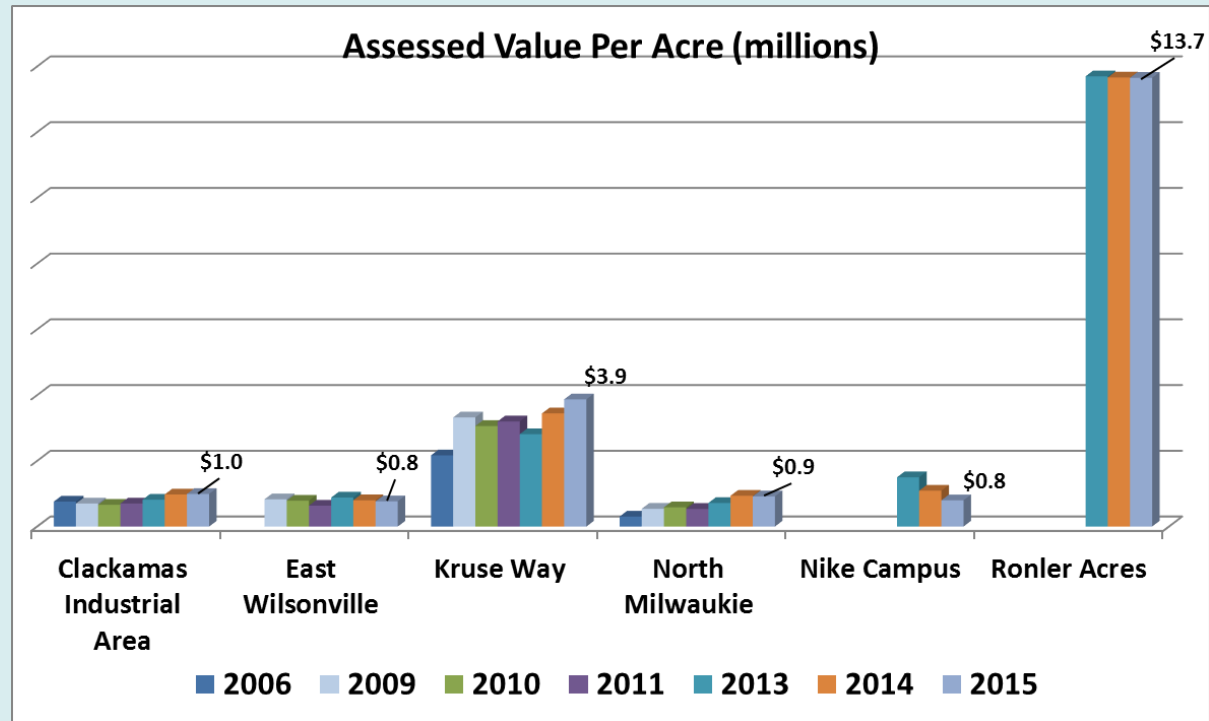 Assessed Value Per Acre (millions)
$13.7
$3.9
$1.0
$0.8
$0.9
$0.8
Clackamas
Industrial
Area
East
Wilsonville
Kruse Way
North
Milwaukie
Nike Campus
Ronler Acres
2006
2009
2010
2011
2013
2014
2015